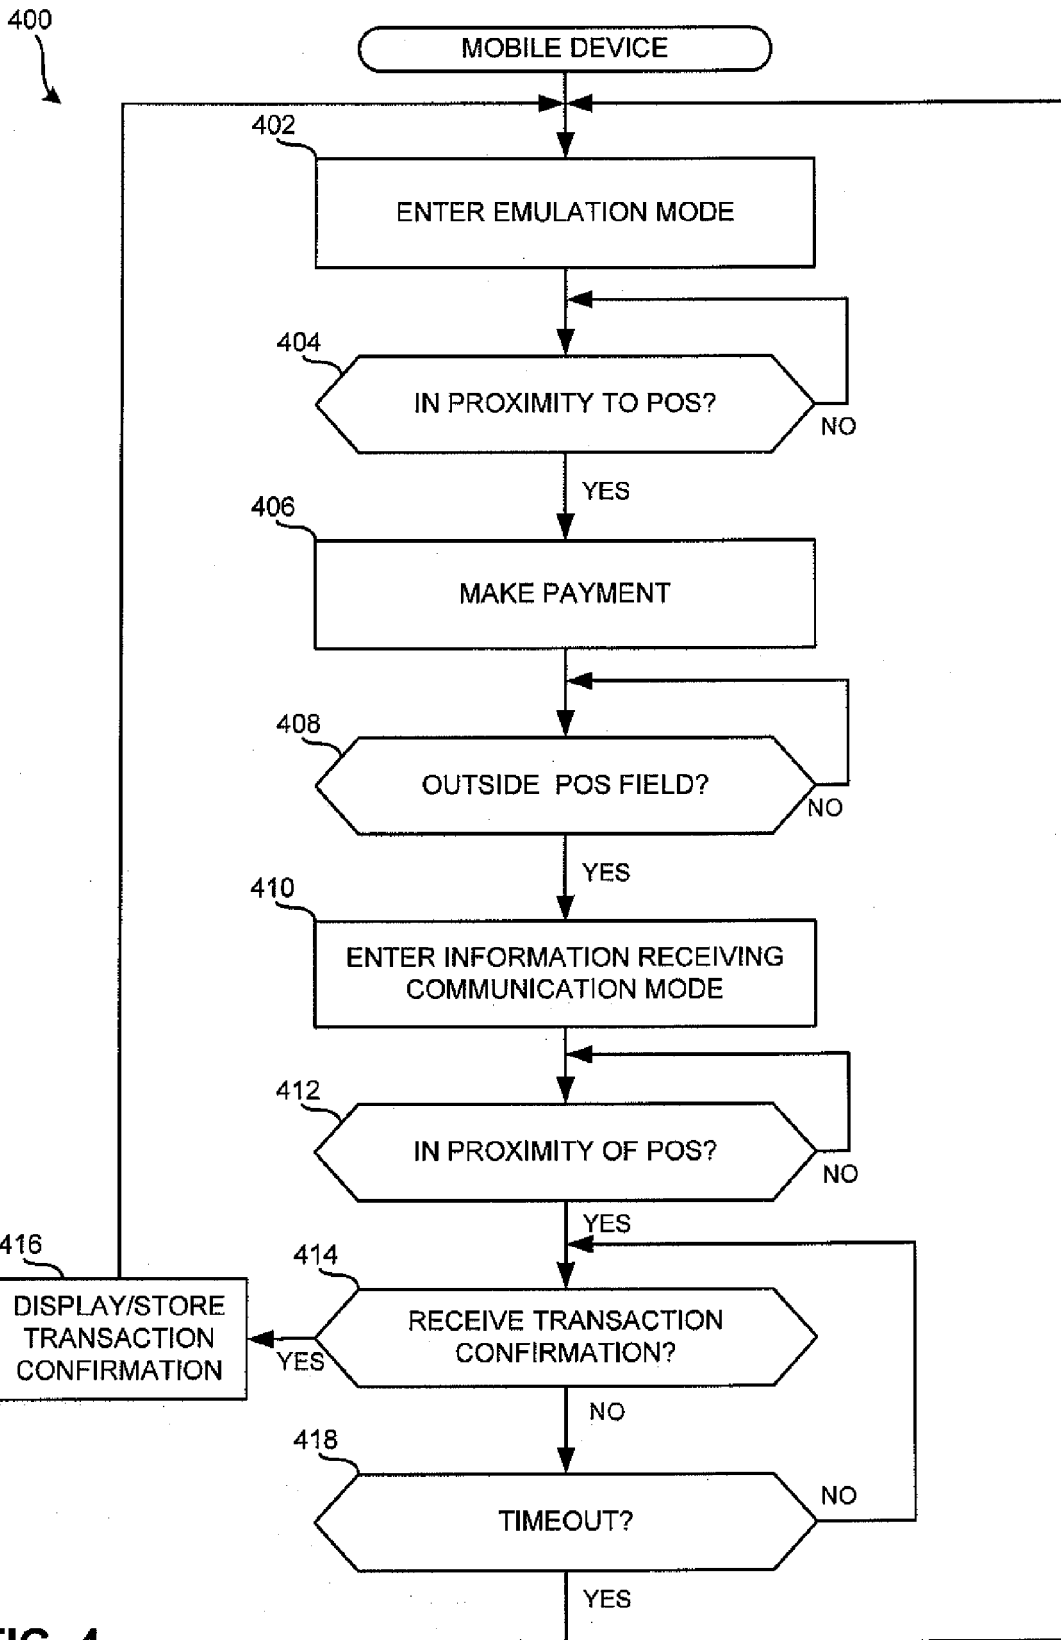 400
MOBILE DEVICE
402
ENTER EMULATION MODE
404
IN PROXIMITY TO POS?
NO
YES
406
MAKE PAYMENT
408
OUTSIDE POS FIELD?
NO
YES
410
ENTER INFORMATION RECEIVING
COMMUNICATION MODE
412
IN PROXIMITY OF POS?
NO
YES
416
414
DISPLAY/STORE
TRANSACTION
CONFIRMATION
YES
RECEIVE TRANSACTION
CONFIRMATION?
NO
418
TIMEOUT?
NO
YES
FIG. 4